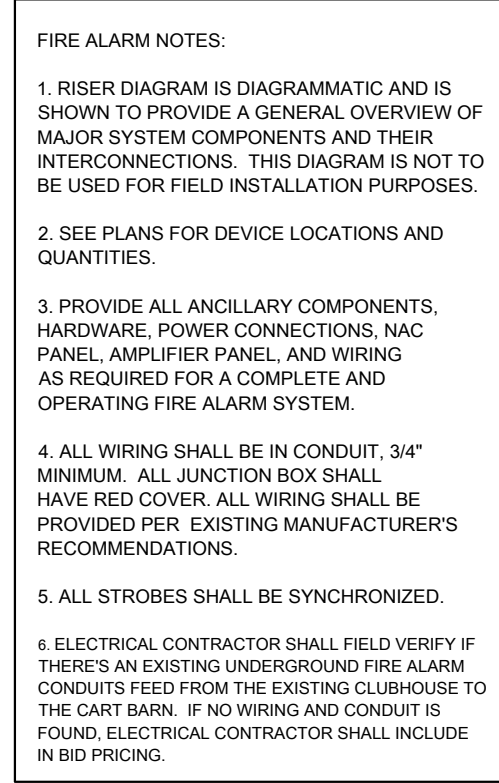 FIRE ALARM NOTES:
1. RISER DIAGRAM IS DIAGRAMMATIC AND IS
SHOWN TO PROVIDE A GENERAL OVERVIEW OF
MAJOR SYSTEM COMPONENTS AND THEIR
INTERCONNECTIONS.  THIS DIAGRAM IS NOT TO
BE USED FOR FIELD INSTALLATION PURPOSES.
2. SEE PLANS FOR DEVICE LOCATIONS AND
QUANTITIES.
3. PROVIDE ALL ANCILLARY COMPONENTS,
HARDWARE, POWER CONNECTIONS, NAC
PANEL, AMPLIFIER PANEL, AND WIRING
AS REQUIRED FOR A COMPLETE AND
OPERATING FIRE ALARM SYSTEM.
4. ALL WIRING SHALL BE IN CONDUIT, 3/4"
MINIMUM.  ALL JUNCTION BOX SHALL
HAVE RED COVER. ALL WIRING SHALL BE
PROVIDED PER  EXISTING MANUFACTURER'S
RECOMMENDATIONS.
5. ALL STROBES SHALL BE SYNCHRONIZED.
6. ELECTRICAL CONTRACTOR SHALL FIELD VERIFY IF
THERE'S AN EXISTING UNDERGROUND FIRE ALARM
CONDUITS FEED FROM THE EXISTING CLUBHOUSE TO
THE CART BARN.  IF NO WIRING AND CONDUIT IS
FOUND, ELECTRICAL CONTRACTOR SHALL INCLUDE
IN BID PRICING.